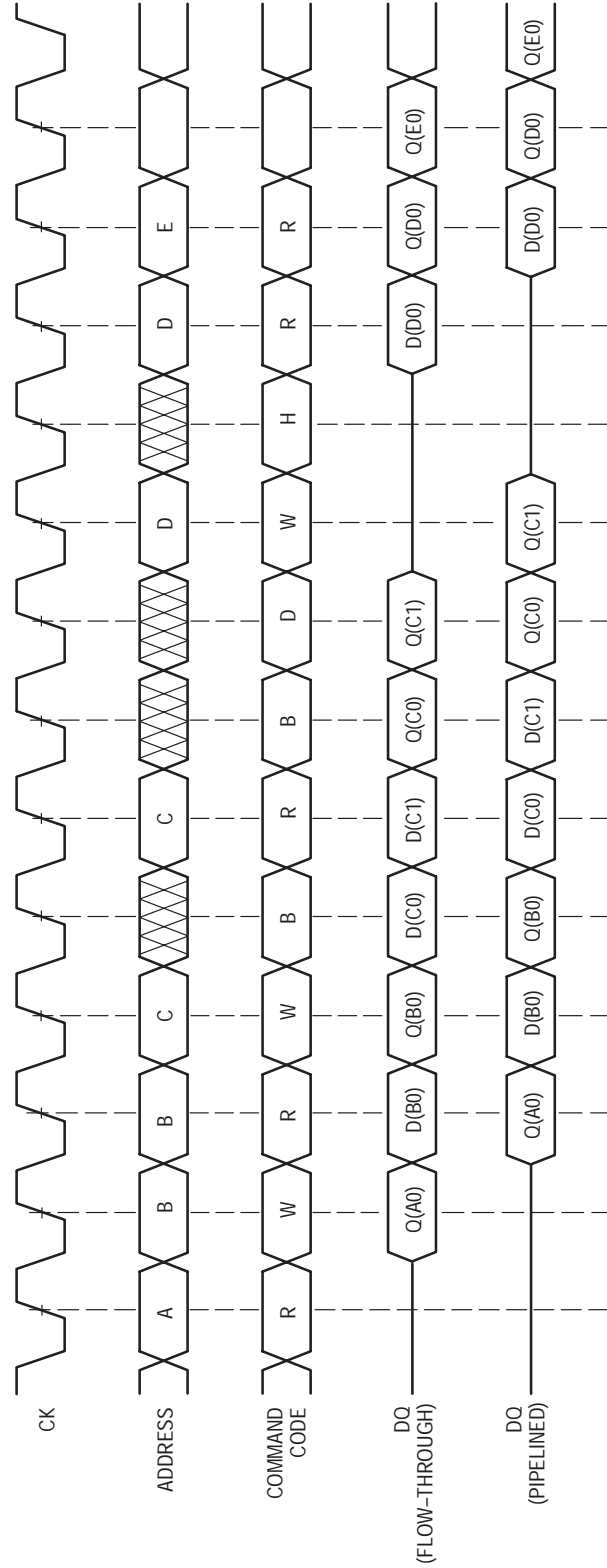 CK
ADDRESS
A B B C C D D E
COMMAND
CODE
R W R W B R B D W H R R
DQ
(FLOW–THROUGH)
Q(A0) D(B0) Q(B0) D(C0) D(C1) Q(C0) Q(C1) D(D0) Q(D0) Q(E0)
DQ
(PIPELINED)
Q(A0) D(B0) Q(B0) D(C0) D(C1) Q(C0) Q(C1) D(D0) Q(D0) Q(E0)